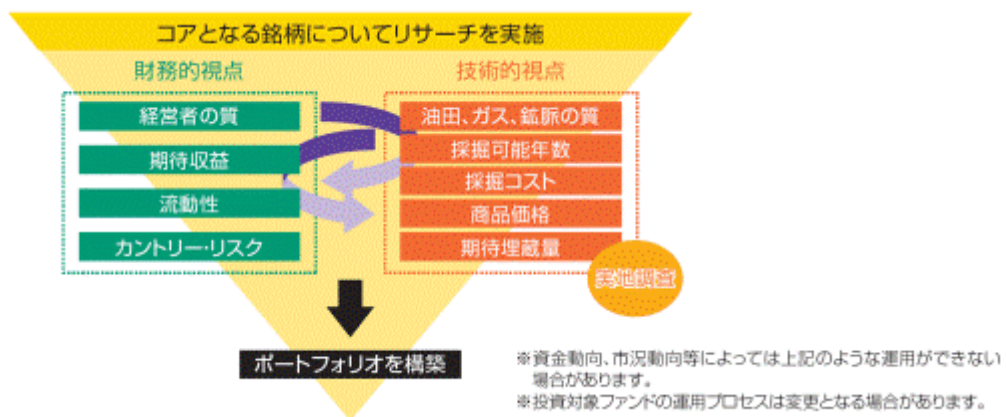 コアとなる銘柄についてリサーチを実施
財務的視点
経営者の質
期待収益
流動性
カントリー・リスク
技術的視点
油田、ガス、鉱脈の質
採掘可能年数
採掘コスト
商品価格
期待埋蔵量
実地調査
ポートフォリオを構築
※資金動向、市況動向等によっては上記のような運用ができない
場合があります。
※投資対象ファンドの運用プロセスは変更となる場合があります。